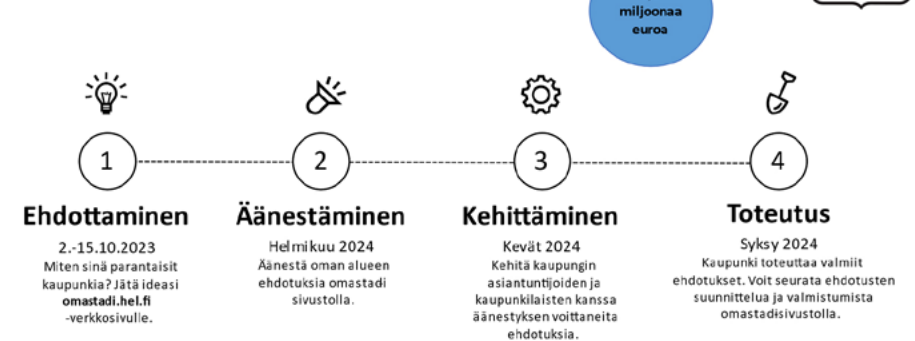 miljoonaa
euroa
1
2
3
4
Ehdottaminen
2.-15.10.2023
Miten sinä parantaisit
kaupunkia? Jätä ideasi
omastadi.hel.fi
-verkkosivulle.
Äänestäminen
Helmikuu 2024
Äänestä oman alueen
ehdotuksia omastadi
sivustolla.
Kehittäminen
Kevät 2024
Kehitä kaupungin
asiantuntijoiden ja
kaupunkilaisten kanssa
äänestyksen voittaneita
ehdotuksia.
Toteutus
Syksy 2024
Kaupunki toteuttaa valmiit
ehdotukset. Voit seurata ehdotusten
suunnittelua ja valmistumista
omastadisivustolla.